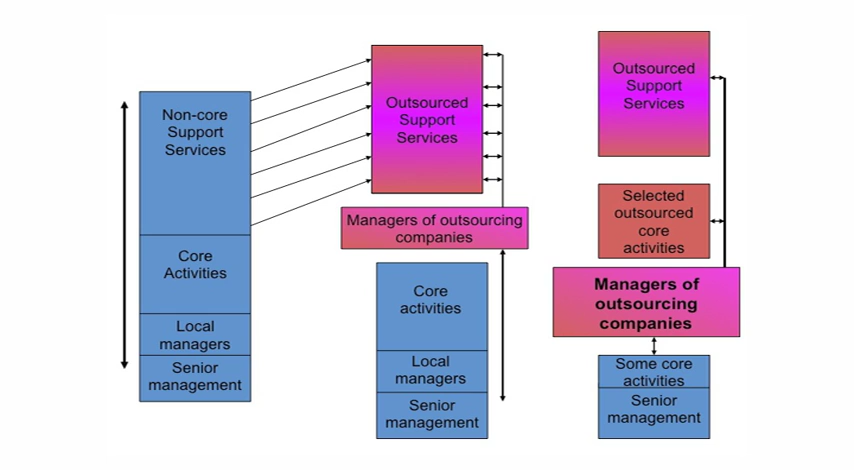 Non-core
Support
Services
Core
Activities
Local
managers
Senior
management
Outsourced
Support
Services
Managers of outsourcing
companies
Core
activities
Local
managers
Senior
management
Outsourced
Support
Services
Selected
outsourced
core
activities
Managers of
outsourcing
companies
Some core
activities
Senior
management